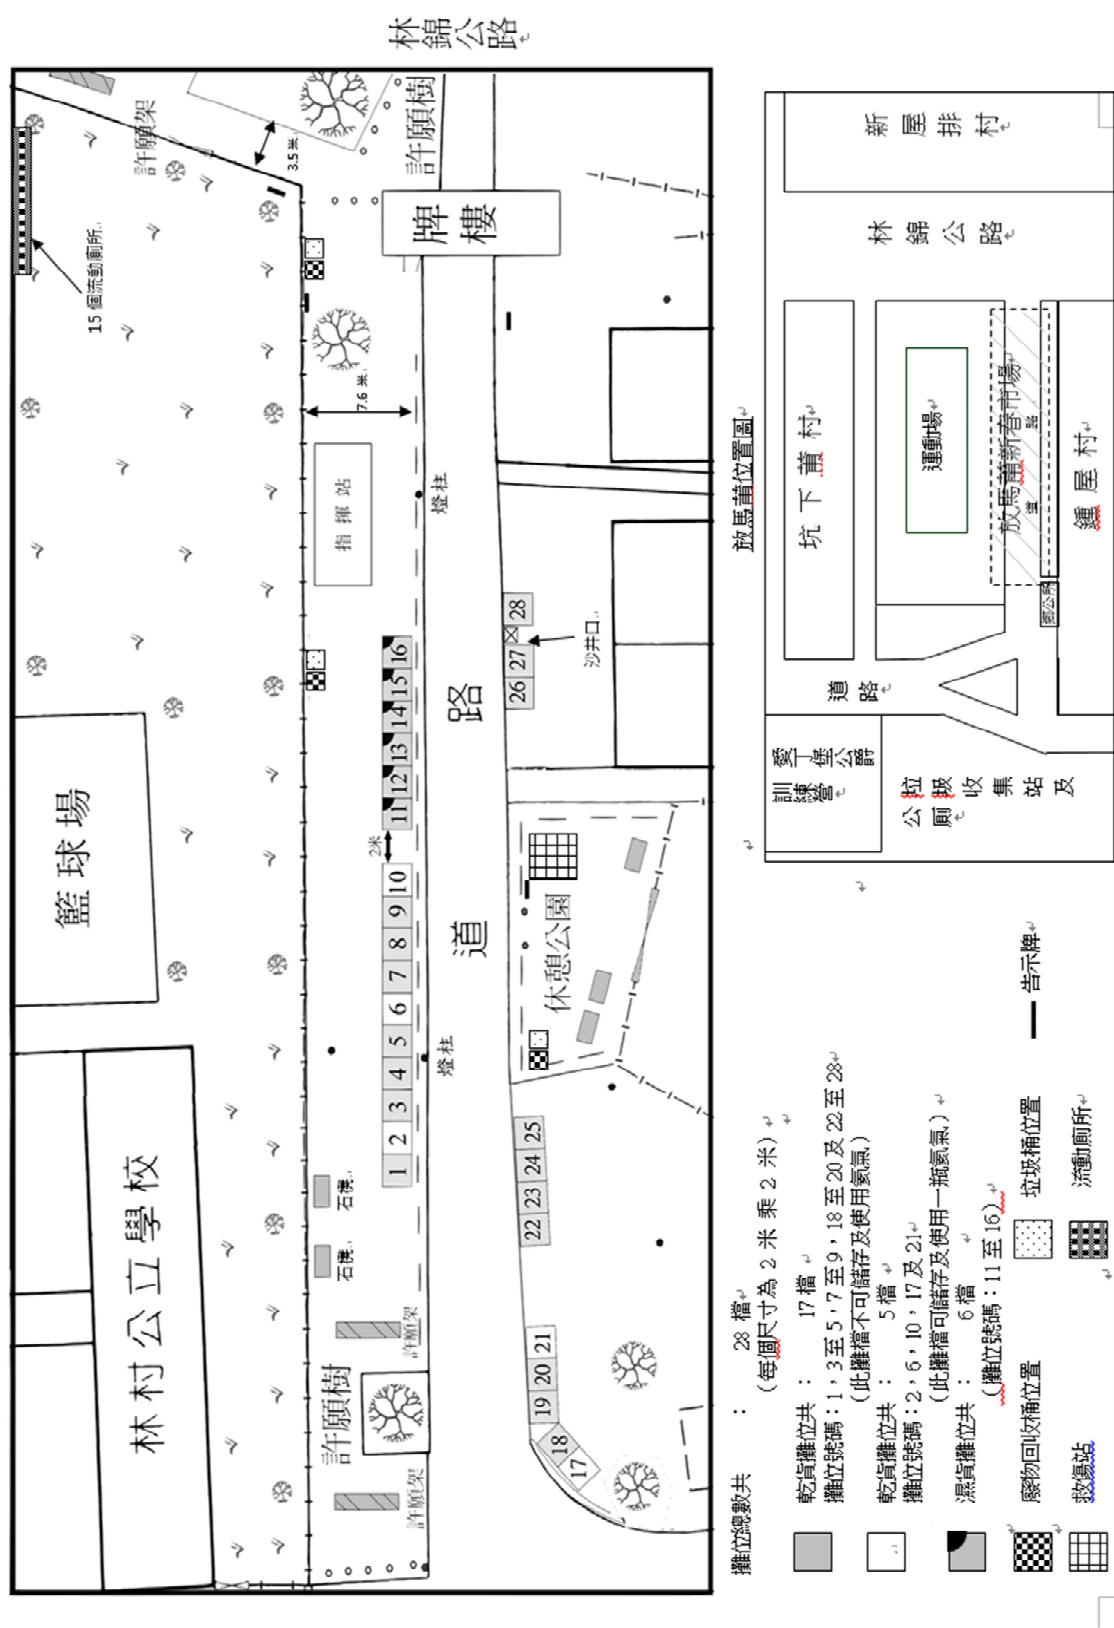 林錦公路
許願架
許願樹
3.5 米
15 個流動廁所
牌樓
7.6 米
指揮站
燈柱
籃球場
11 12 13 14 15 16
2米
1 2 3 4 5 6 7 8 9 10
道路
燈柱
28
沙井口
26 27
休憩公園
22 23 24 25
林村公立學校
石櫈
石櫈
許願架
許願樹
許願架
17 18 19 20 21
放馬莆位置圖
新屋排村
林錦公路
坑下莆村
運動場
放馬莆新春市場
道路
鍾屋村
鄉公所
道路
愛丁堡公爵
訓練營
垃圾收集站及
公廁
攤位總數共 : 28 檔
(每個尺寸為 2 米 乘 2 米)
乾貨攤位共 : 17 檔
攤位號碼：1，3至5，7至9，18至20及22至28
(此攤檔不可儲存及使用氦氣)
乾貨攤位共 : 5 檔
攤位號碼：2，6，10，17及21
(此攤檔可儲存及使用一瓶氦氣)
濕貨攤位共 : 6 檔
(攤位號碼：11至16)
廢物回收桶位置
垃圾桶位置
告示牌
救傷站
流動廁所